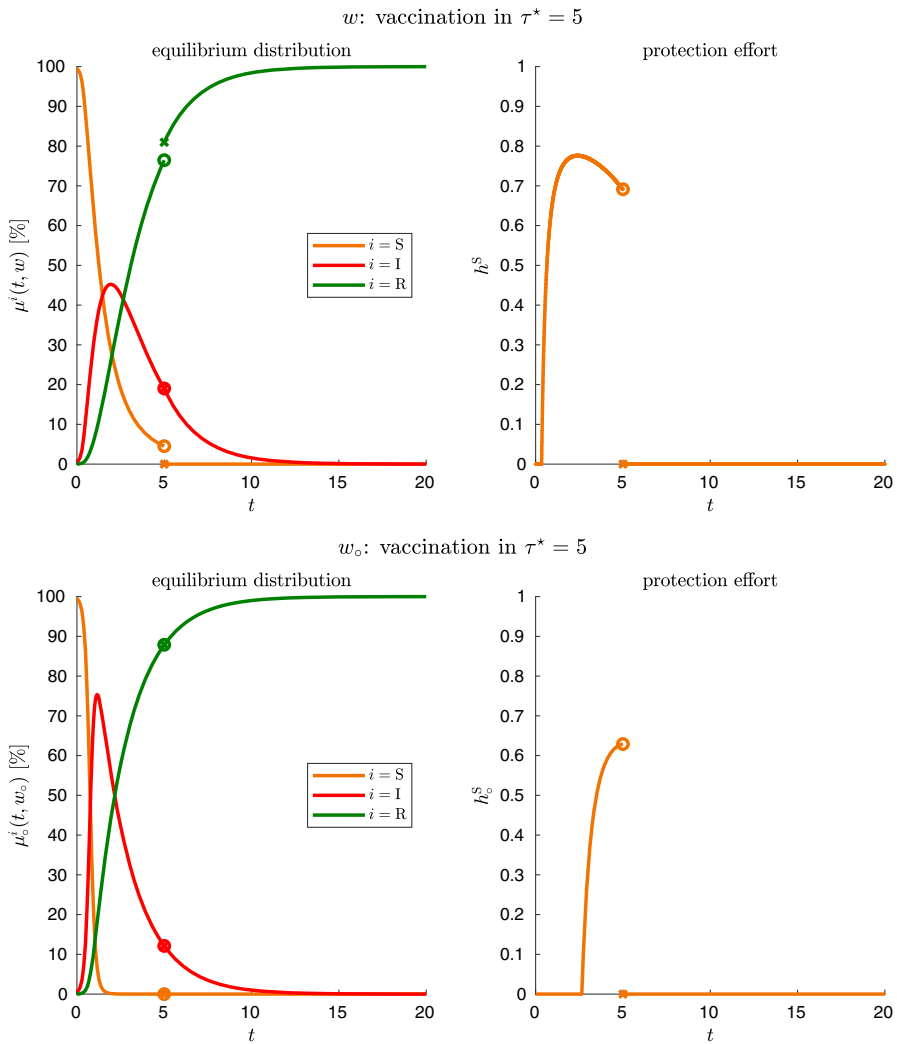 w: vaccination in τ⋆ = 5
equilibrium distribution
protection effort
100
90
80
70
60
50
40
30
20
10
0
μⁱ(t, w) [%]
i = S
i = I
i = R
0 5 10 15 20
t
1
0.9
0.8
0.7
0.6
0.5
0.4
0.3
0.2
0.1
0
hˢ
0 5 10 15 20
t
w∘: vaccination in τ⋆ = 5
equilibrium distribution
protection effort
100
90
80
70
60
50
40
30
20
10
0
μ∘ⁱ(t, w∘) [%]
i = S
i = I
i = R
0 5 10 15 20
t
1
0.9
0.8
0.7
0.6
0.5
0.4
0.3
0.2
0.1
0
h∘ˢ
0 5 10 15 20
t